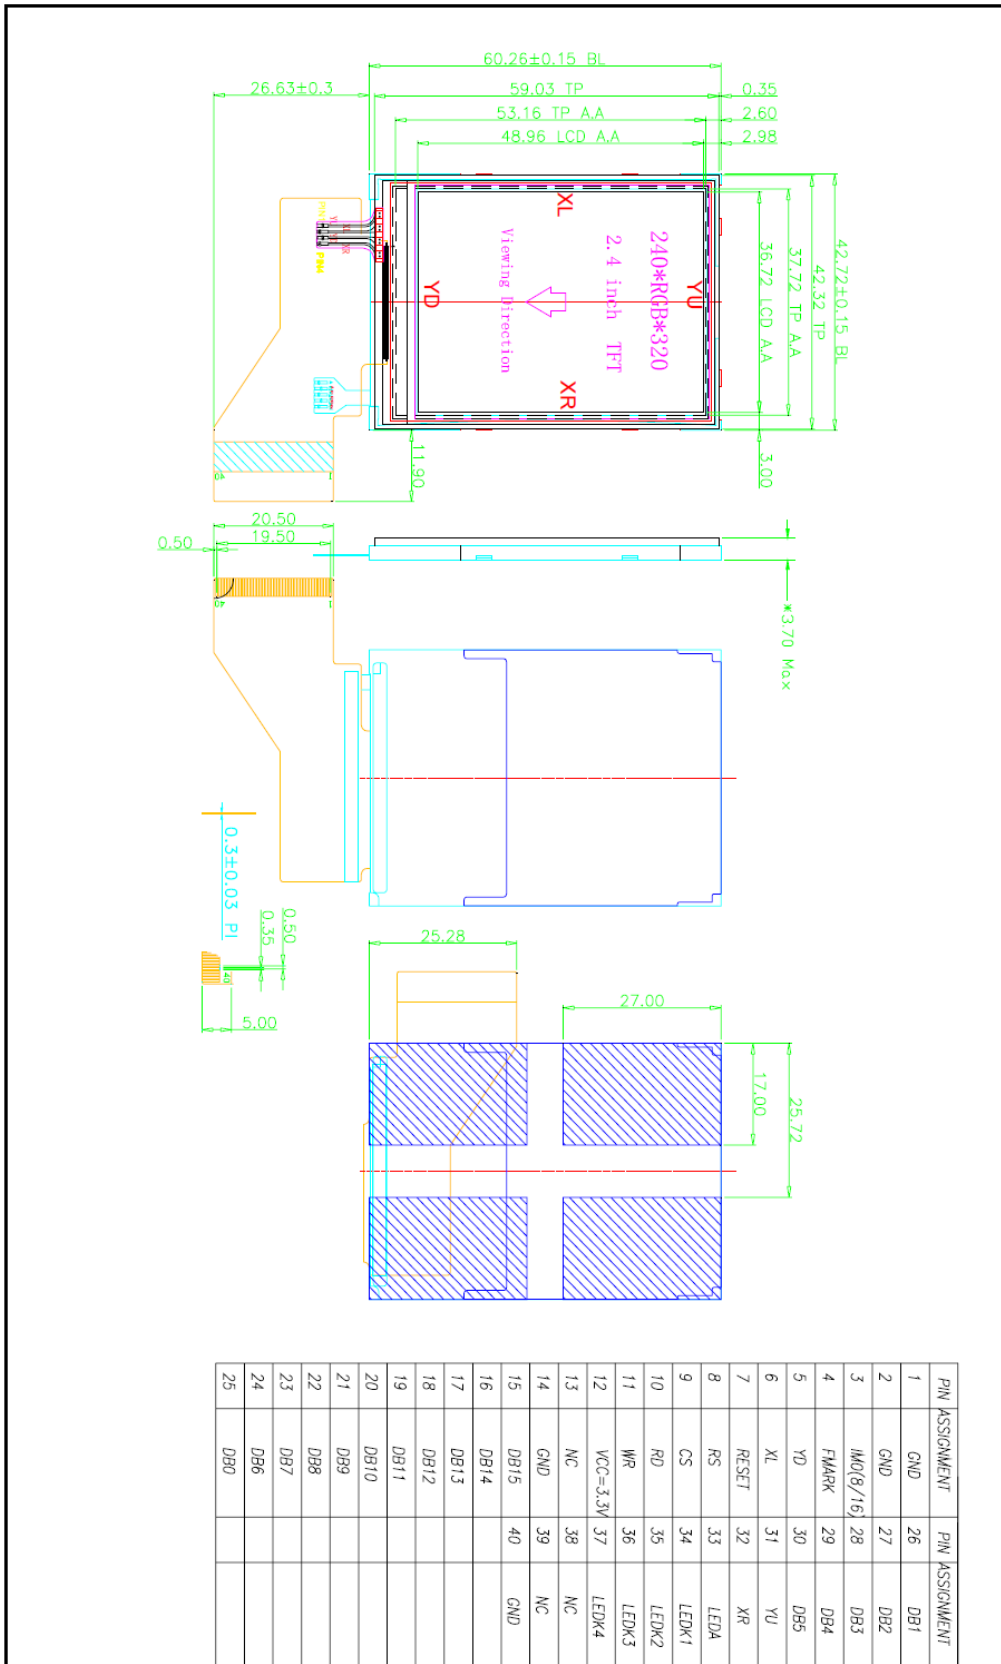 60.26±0.15 BL
26.63±0.3
59.03 TP
0.35
53.16 TP A.A
2.60
48.96 LCD A.A
2.98
42.72±0.15 BL
42.32 TP
37.72 TP A.A
36.72 LCD A.A
3.00
11.90
XL
YU
YD
XR
240*RGB*320
2.4 inch TFT
Viewing Direction
40
1
20.50
19.50
0.50
40
1
*3.70 Max
0.3±0.03 PI
0.50
0.35
40
5.00
25.28
27.00
17.00
25.72
PIN ASSIGNMENT PIN ASSIGNMENT
1 GND 26 DB1
2 GND 27 DB2
3 IM0(8/16) 28 DB3
4 FMARK 29 DB4
5 YD 30 DB5
6 XL 31 YU
7 RESET 32 XR
8 RS 33 LEDA
9 CS 34 LEDK1
10 RD 35 LEDK2
11 WR 36 LEDK3
12 VCC=3.3V 37 LEDK4
13 NC 38 NC
14 GND 39 NC
15 DB15 40 GND
16 DB14
17 DB13
18 DB12
19 DB11
20 DB10
21 DB9
22 DB8
23 DB7
24 DB6
25 DB0